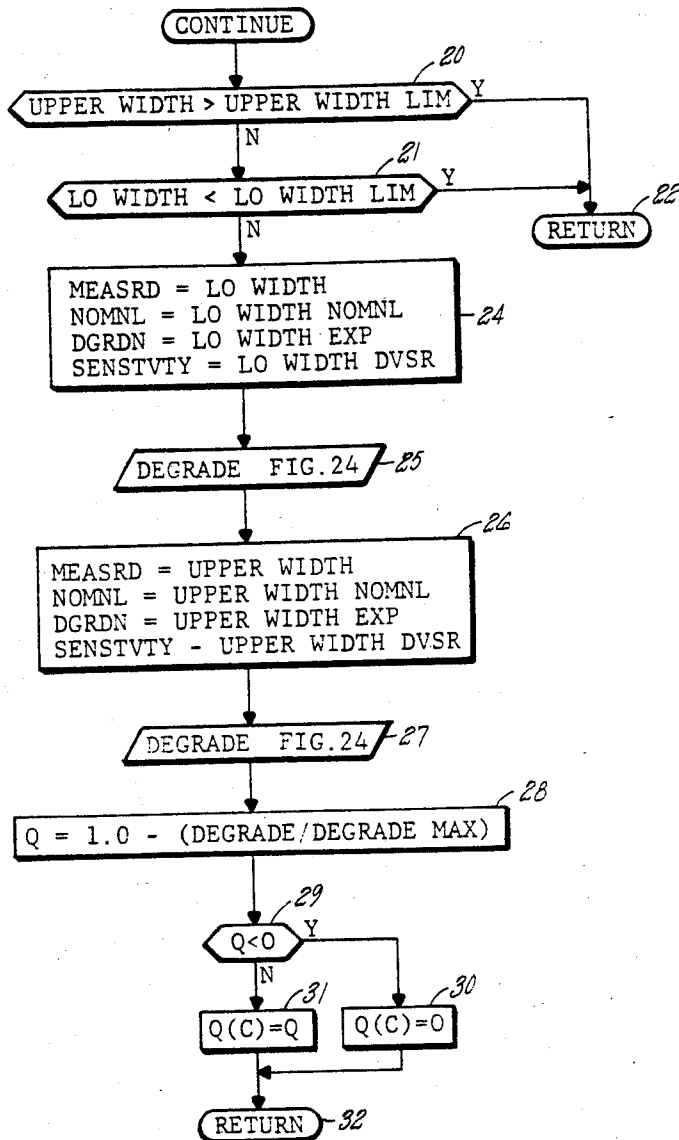 CONTINUE
20
UPPER WIDTH > UPPER WIDTH LIM
Y
N
21
LO WIDTH < LO WIDTH LIM
Y
22
RETURN
N
MEASRD = LO WIDTH
NOMNL = LO WIDTH NOMNL
DGRDN = LO WIDTH EXP
SENSTVTY = LO WIDTH DVSR
24
DEGRADE FIG.24
25
26
MEASRD = UPPER WIDTH
NOMNL = UPPER WIDTH NOMNL
DGRDN = UPPER WIDTH EXP
SENSTVTY - UPPER WIDTH DVSR
DEGRADE FIG.24
27
28
Q = 1.0 - (DEGRADE/DEGRADE MAX)
29
Q<0
Y
N
31
30
Q(C)=Q
Q(C)=0
RETURN
32